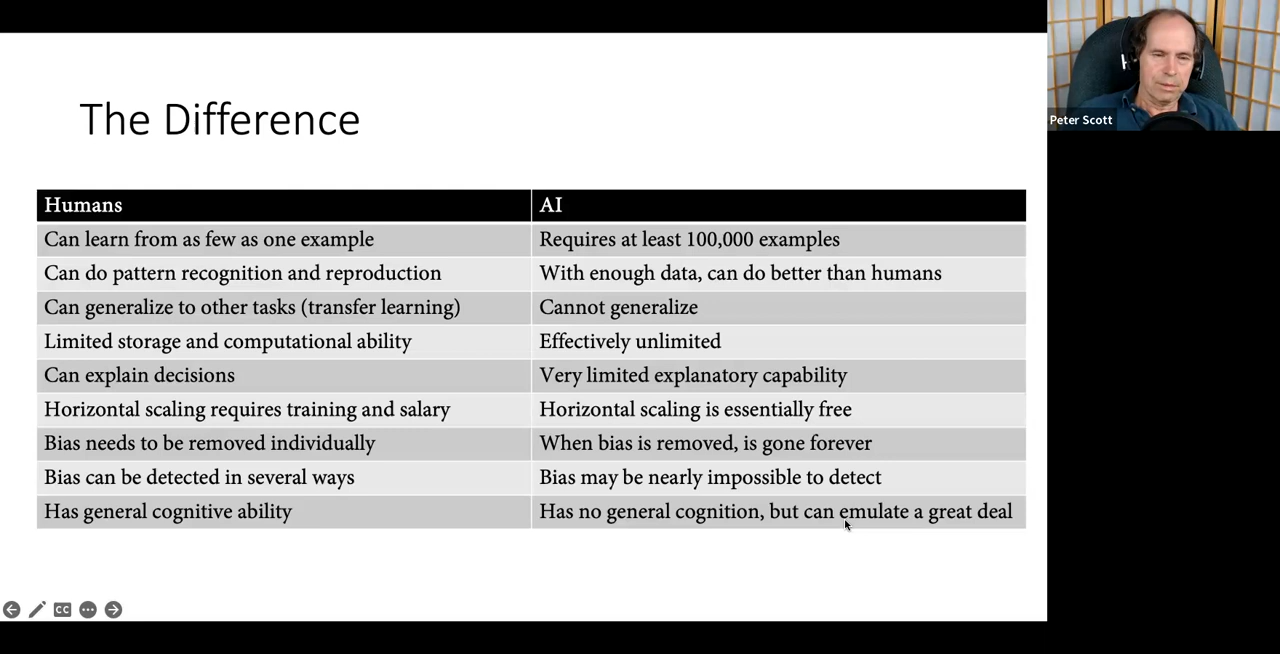 The Difference
Humans AI
Can learn from as few as one example Requires at least 100,000 examples
Can do pattern recognition and reproduction With enough data, can do better than humans
Can generalize to other tasks (transfer learning) Cannot generalize
Limited storage and computational ability Effectively unlimited
Can explain decisions Very limited explanatory capability
Horizontal scaling requires training and salary Horizontal scaling is essentially free
Bias needs to be removed individually When bias is removed, is gone forever
Bias can be detected in several ways Bias may be nearly impossible to detect
Has general cognitive ability Has no general cognition, but can emulate a great deal
Peter Scott
CC